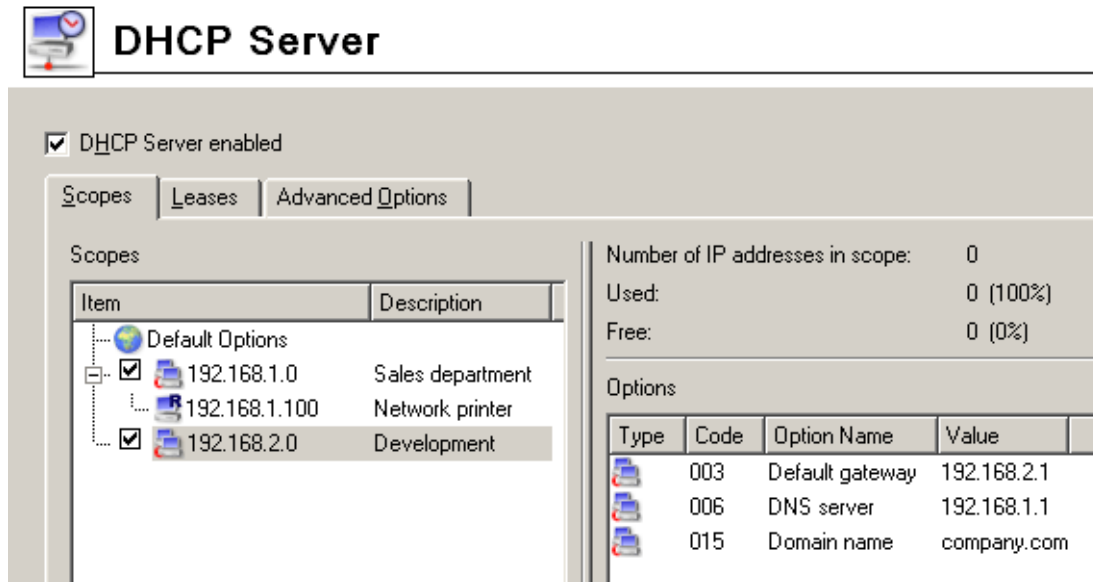 DHCP Server
DHCP Server enabled
Scopes Leases Advanced Options
Scopes
Item Description
Default Options
192.168.1.0 Sales department
R 192.168.1.100 Network printer
192.168.2.0 Development
Number of IP addresses in scope: 0
Used: 0 (100%)
Free: 0 (0%)
Options
Type Code Option Name Value
003 Default gateway 192.168.2.1
006 DNS server 192.168.1.1
015 Domain name company.com